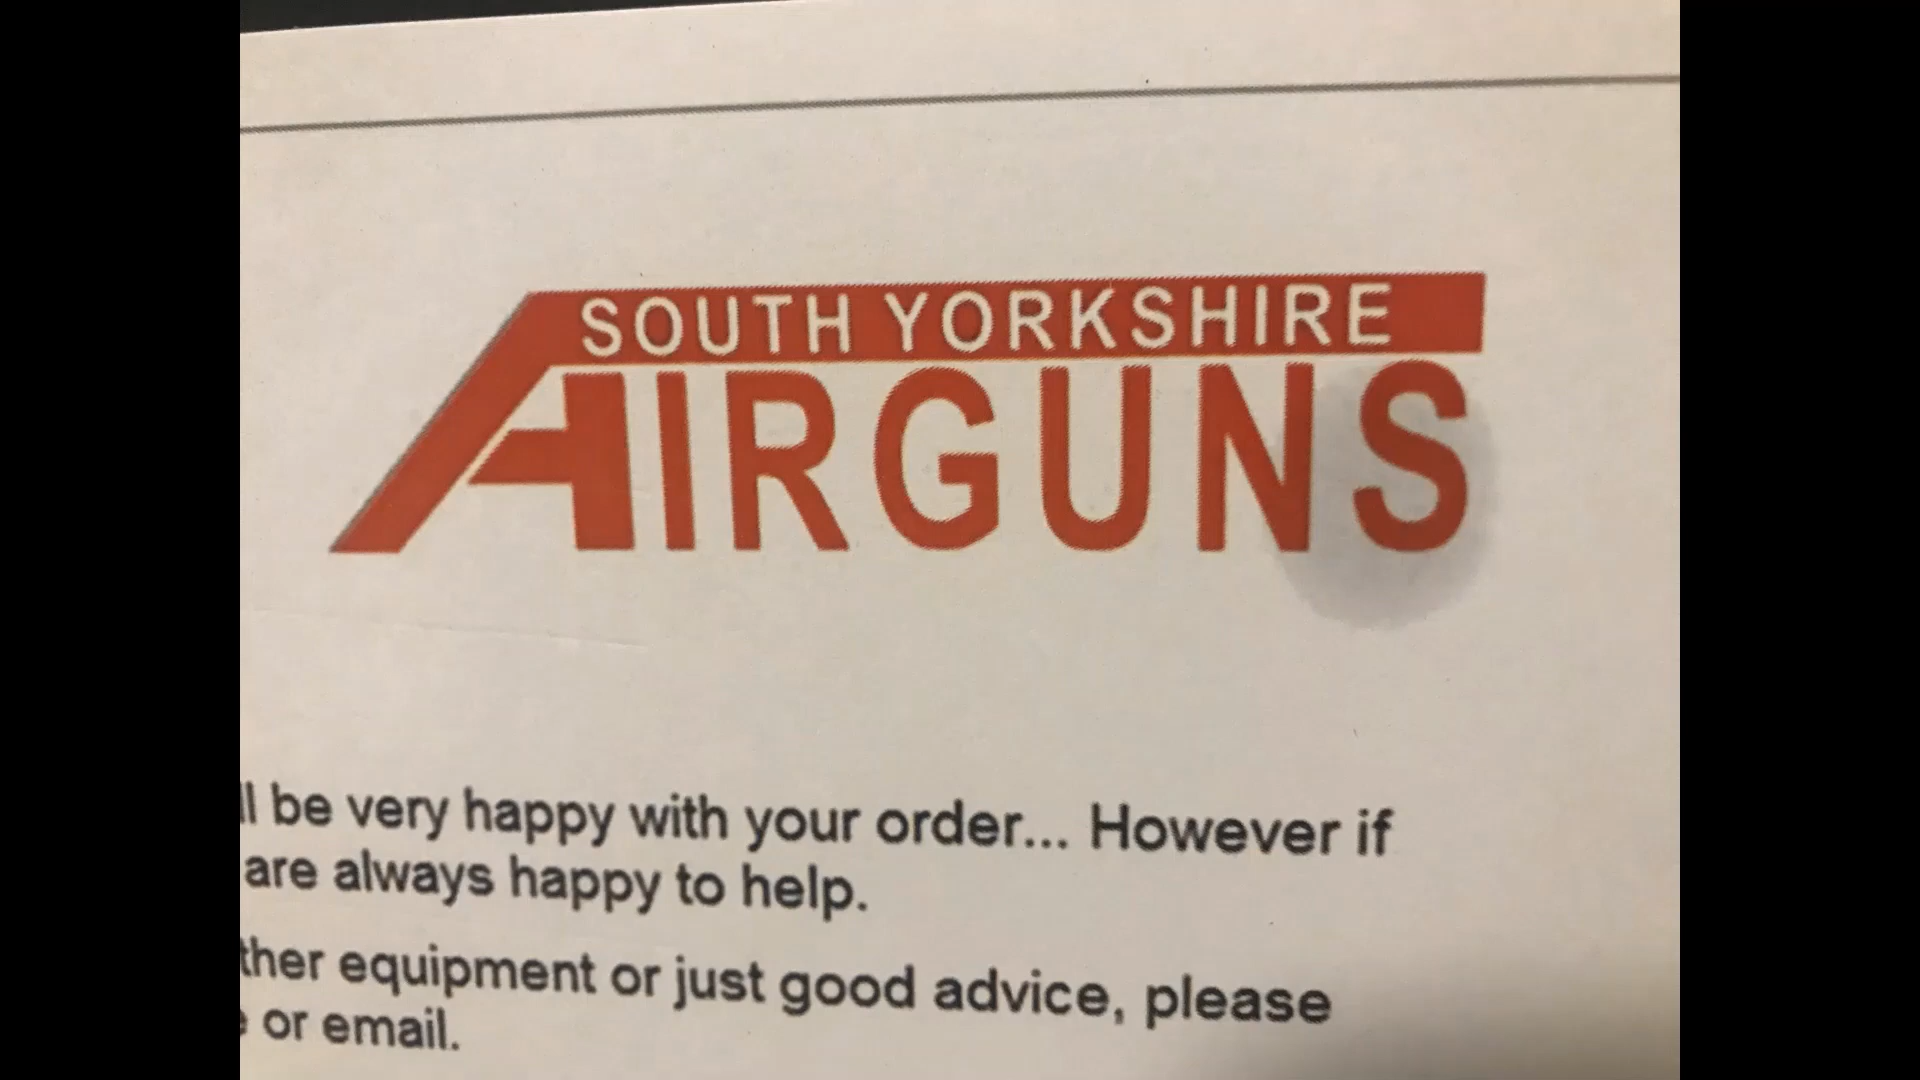 SOUTH YORKSHIRE
AIRGUNS
be very happy with your order... However if
are always happy to help.
equipment or just good advice, please
or email.